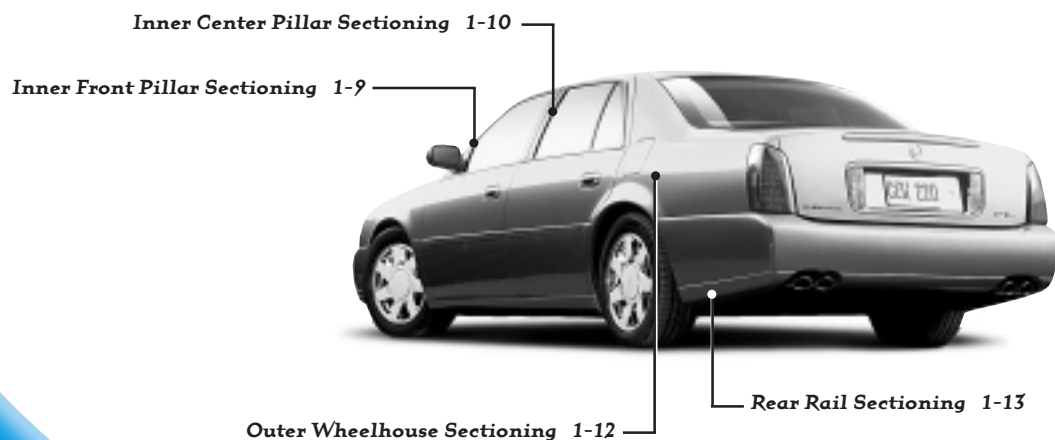 Inner Center Pillar Sectioning 1-10
Inner Front Pillar Sectioning 1-9
Rear Rail Sectioning 1-13
Outer Wheelhouse Sectioning 1-12